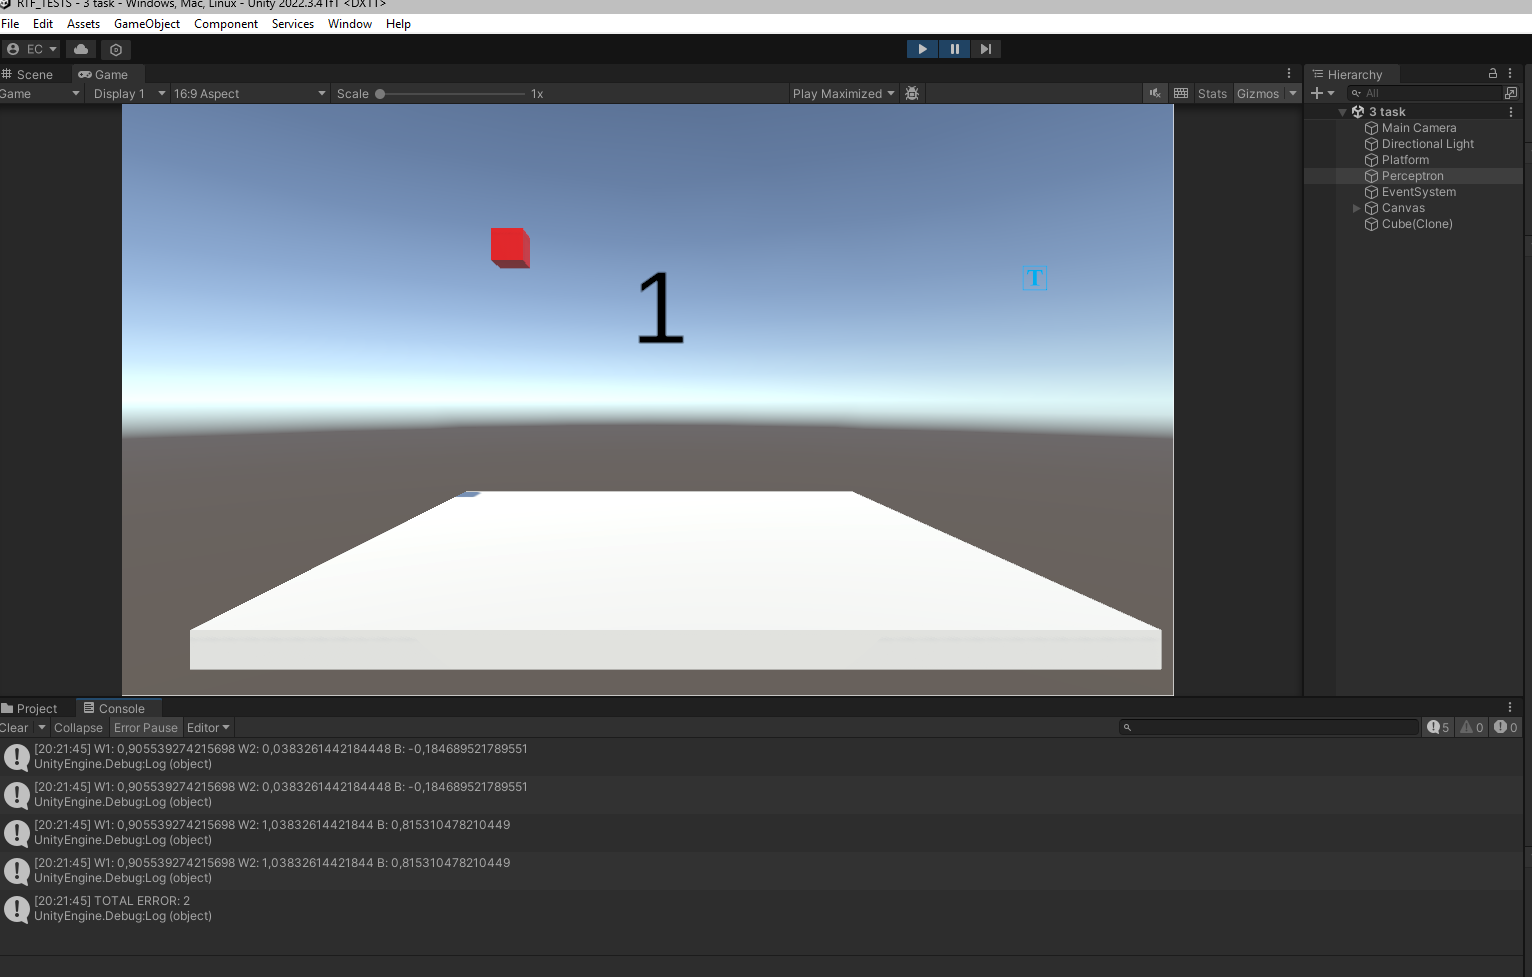 RTF_TESTS - 3 task - Windows, Mac, Linux - Unity 2022.3.41f1 <DX11>
File Edit Assets GameObject Component Services Window Help
EC
Scene Game
Game Display 1 16:9 Aspect Scale 1x Play Maximized Stats Gizmos
Hierarchy
All
3 task
Main Camera
Directional Light
Platform
Perceptron
EventSystem
Canvas
Cube(Clone)
1
T
Project Console
Clear Collapse Error Pause Editor 5 0 0
[20:21:45] W1: 0,905539274215698 W2: 0,0383261442184448 B: -0,184689521789551
UnityEngine.Debug:Log (object)
[20:21:45] W1: 0,905539274215698 W2: 0,0383261442184448 B: -0,184689521789551
UnityEngine.Debug:Log (object)
[20:21:45] W1: 0,905539274215698 W2: 1,03832614421844 B: 0,815310478210449
UnityEngine.Debug:Log (object)
[20:21:45] W1: 0,905539274215698 W2: 1,03832614421844 B: 0,815310478210449
UnityEngine.Debug:Log (object)
[20:21:45] TOTAL ERROR: 2
UnityEngine.Debug:Log (object)